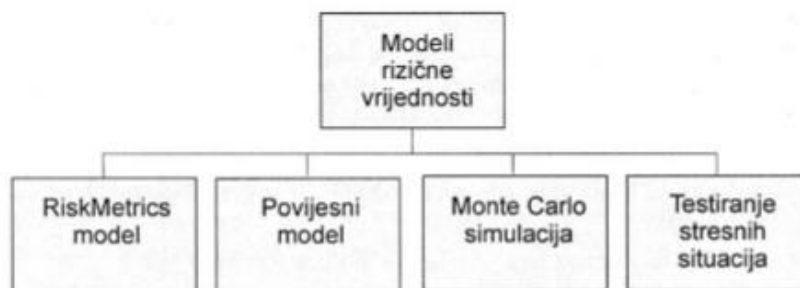 Modeli
rizične
vrijednosti
RiskMetrics
model
Povijesni
model
Monte Carlo
simulacija
Testiranje
stresnih
situacija